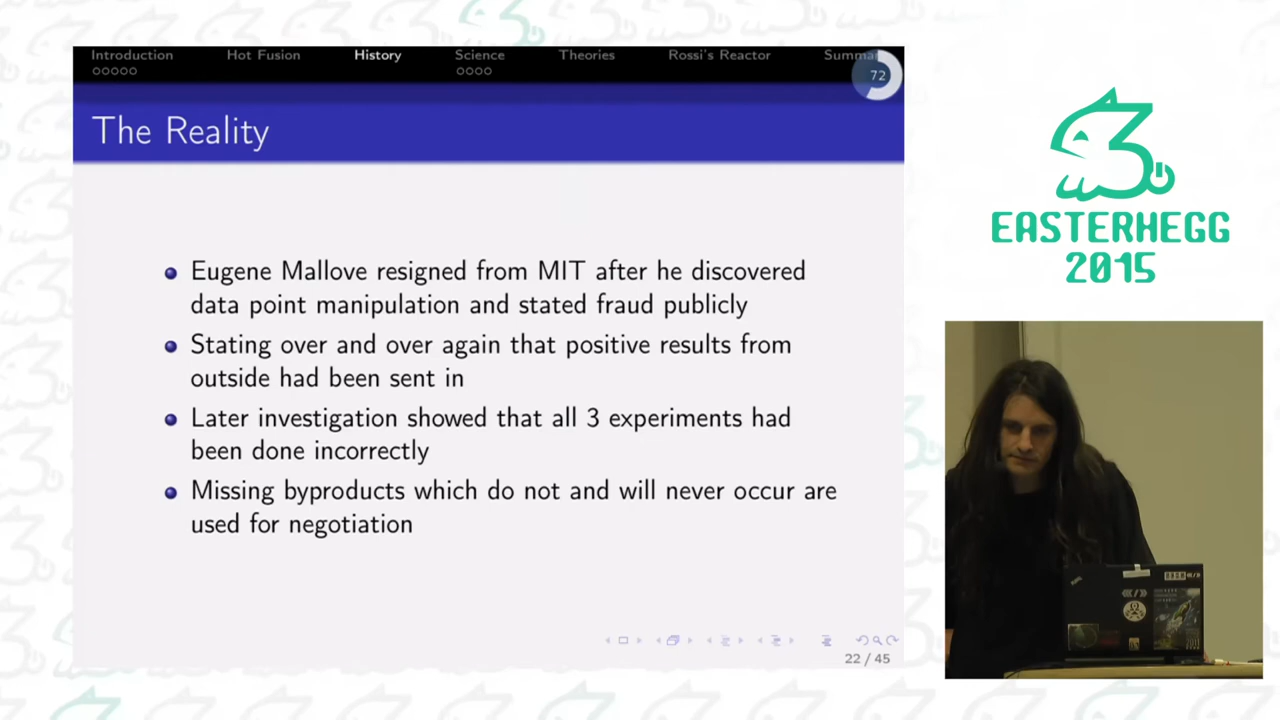 Introduction Hot Fusion History Science Theories Rossi's Reactor Summar
72
The Reality
Eugene Mallove resigned from MIT after he discovered
data point manipulation and stated fraud publicly
Stating over and over again that positive results from
outside had been sent in
Later investigation showed that all 3 experiments had
been done incorrectly
Missing byproducts which do not and will never occur are
used for negotiation
22 / 45
EASTERHEGG
2015